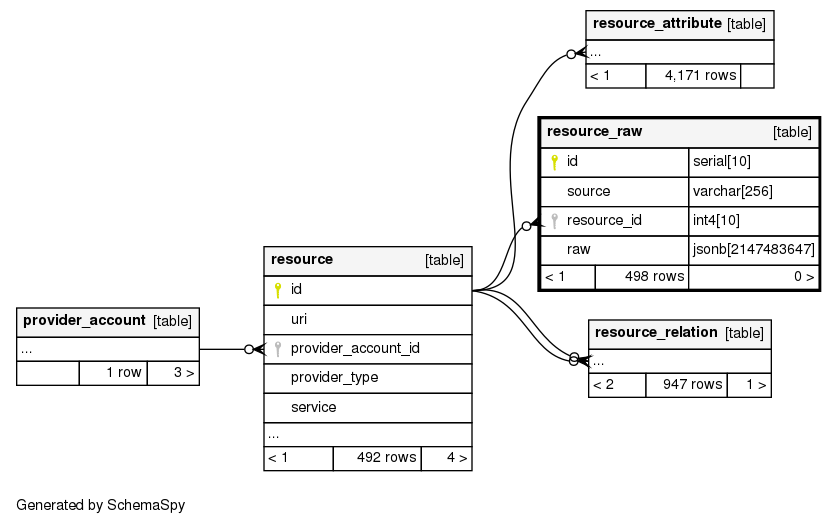 resource_attribute [table]
...
< 1 4,171 rows
resource_raw [table]
id serial[10]
source varchar[256]
resource_id int4[10]
raw jsonb[2147483647]
< 1 498 rows 0 >
resource [table]
id
uri
provider_account_id
provider_type
service
...
< 1 492 rows 4 >
provider_account [table]
...
1 row 3 >
resource_relation [table]
...
< 2 947 rows 1 >
Generated by SchemaSpy